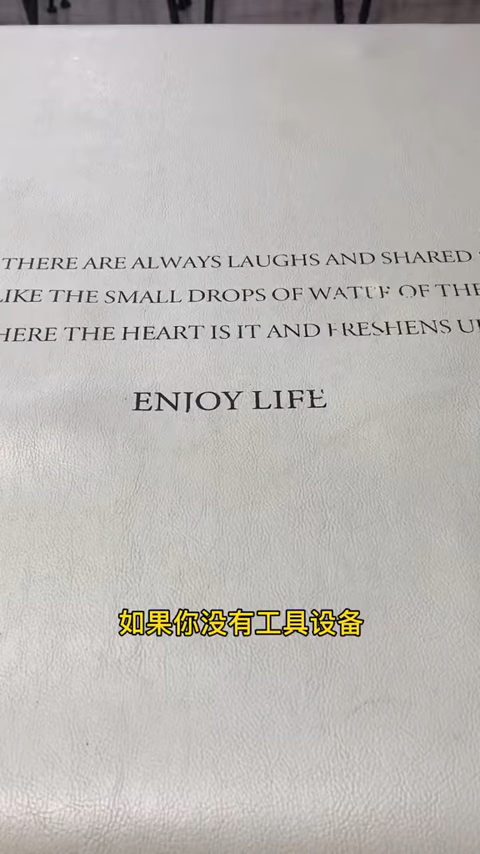 THERE ARE ALWAYS LAUGHS AND SHARED
LIKE THE SMALL DROPS OF WATER OF THE
HERE THE HEART IS IT AND FRESHENS U
ENJOY LIFE
如果你没有工具设备